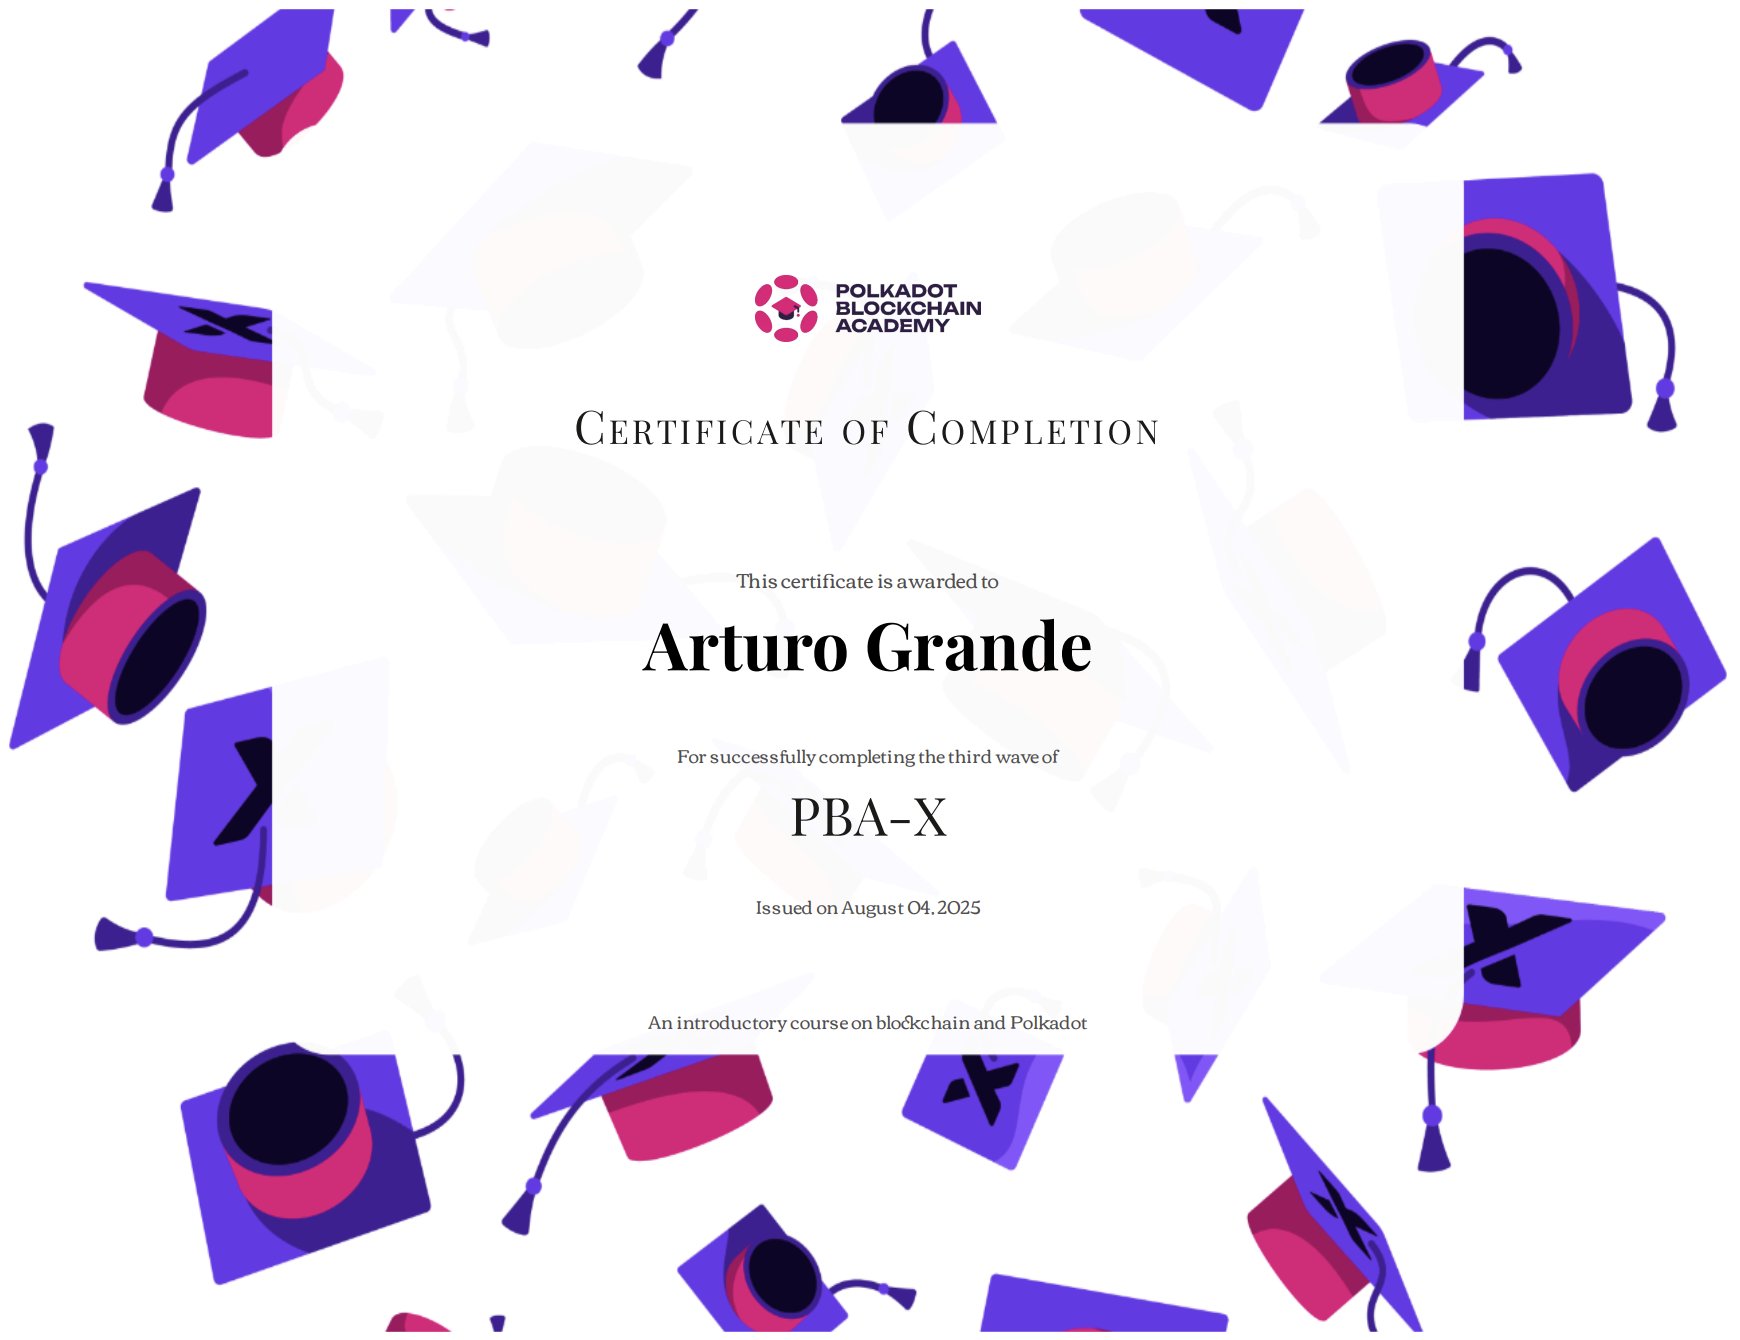 POLKADOT
BLOCKCHAIN
ACADEMY
Certificate of Completion
This certificate is awarded to
Arturo Grande
For successfully completing the third wave of
PBA-X
Issued on August 04, 2025
An introductory course on blockchain and Polkadot